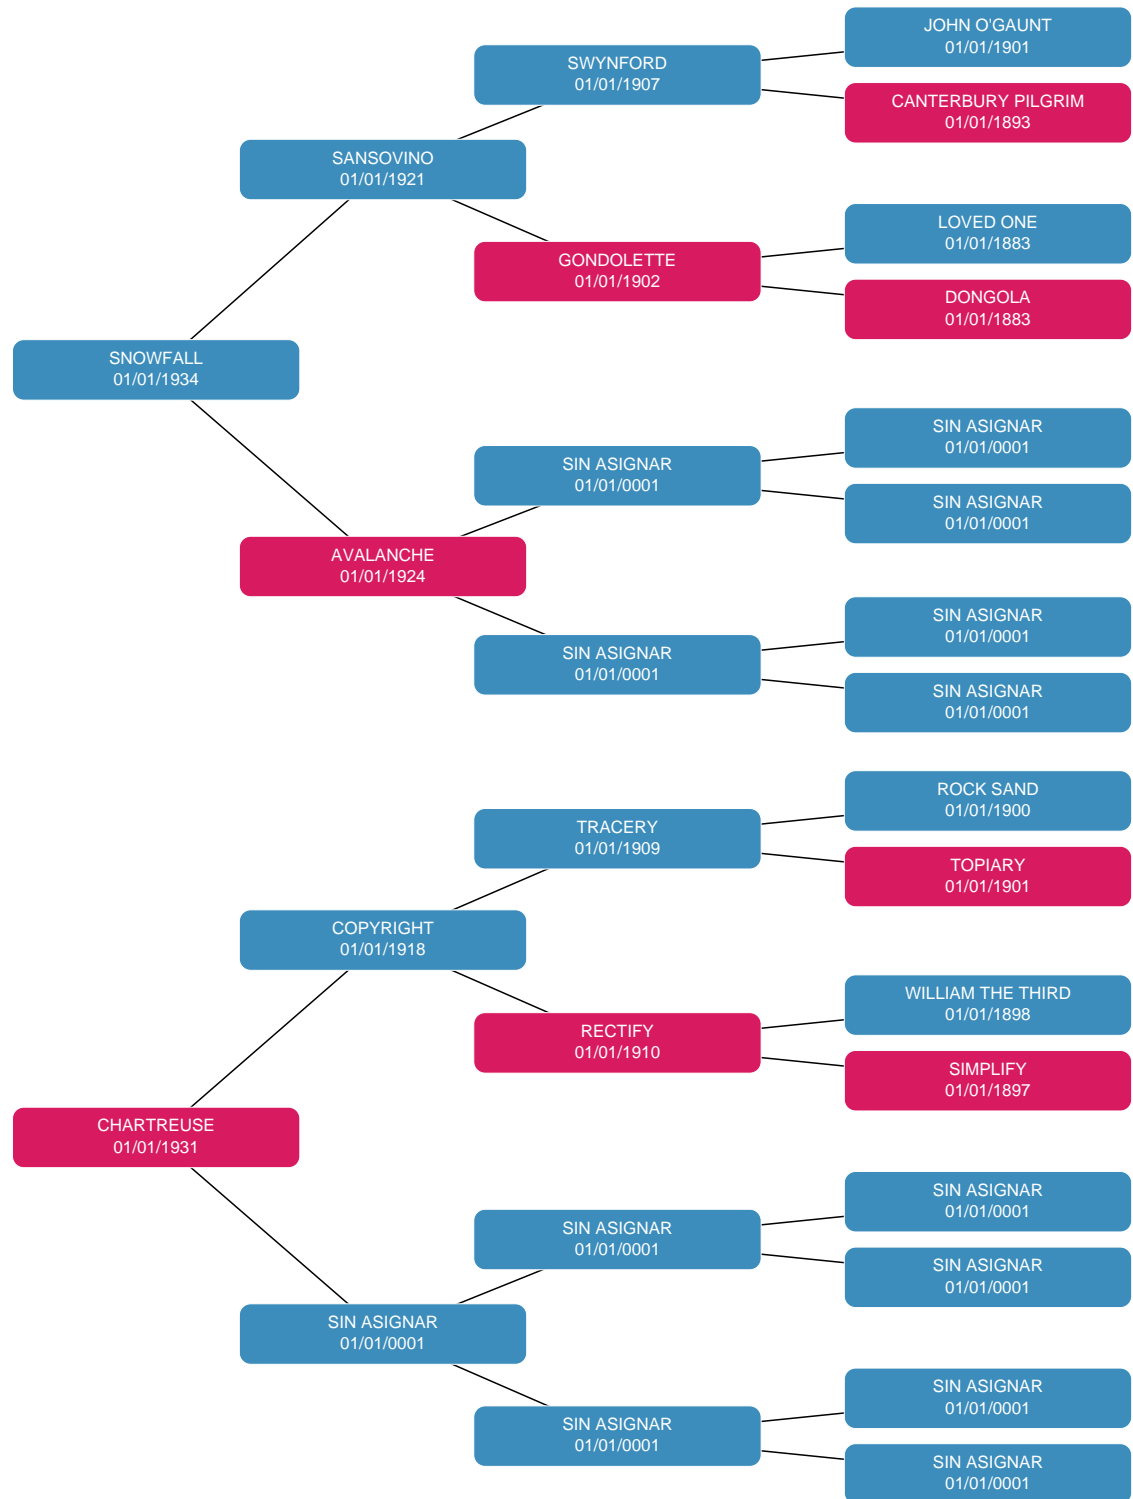 JOHN O'GAUNT
01/01/1901
SWYNFORD
01/01/1907
CANTERBURY PILGRIM
01/01/1893
SANSOVINO
01/01/1921
LOVED ONE
01/01/1883
GONDOLETTE
01/01/1902
DONGOLA
01/01/1883
SNOWFALL
01/01/1934
SIN ASIGNAR
01/01/0001
SIN ASIGNAR
01/01/0001
SIN ASIGNAR
01/01/0001
AVALANCHE
01/01/1924
SIN ASIGNAR
01/01/0001
SIN ASIGNAR
01/01/0001
SIN ASIGNAR
01/01/0001
ROCK SAND
01/01/1900
TRACERY
01/01/1909
TOPIARY
01/01/1901
COPYRIGHT
01/01/1918
WILLIAM THE THIRD
01/01/1898
RECTIFY
01/01/1910
SIMPLIFY
01/01/1897
CHARTREUSE
01/01/1931
SIN ASIGNAR
01/01/0001
SIN ASIGNAR
01/01/0001
SIN ASIGNAR
01/01/0001
SIN ASIGNAR
01/01/0001
SIN ASIGNAR
01/01/0001
SIN ASIGNAR
01/01/0001
SIN ASIGNAR
01/01/0001